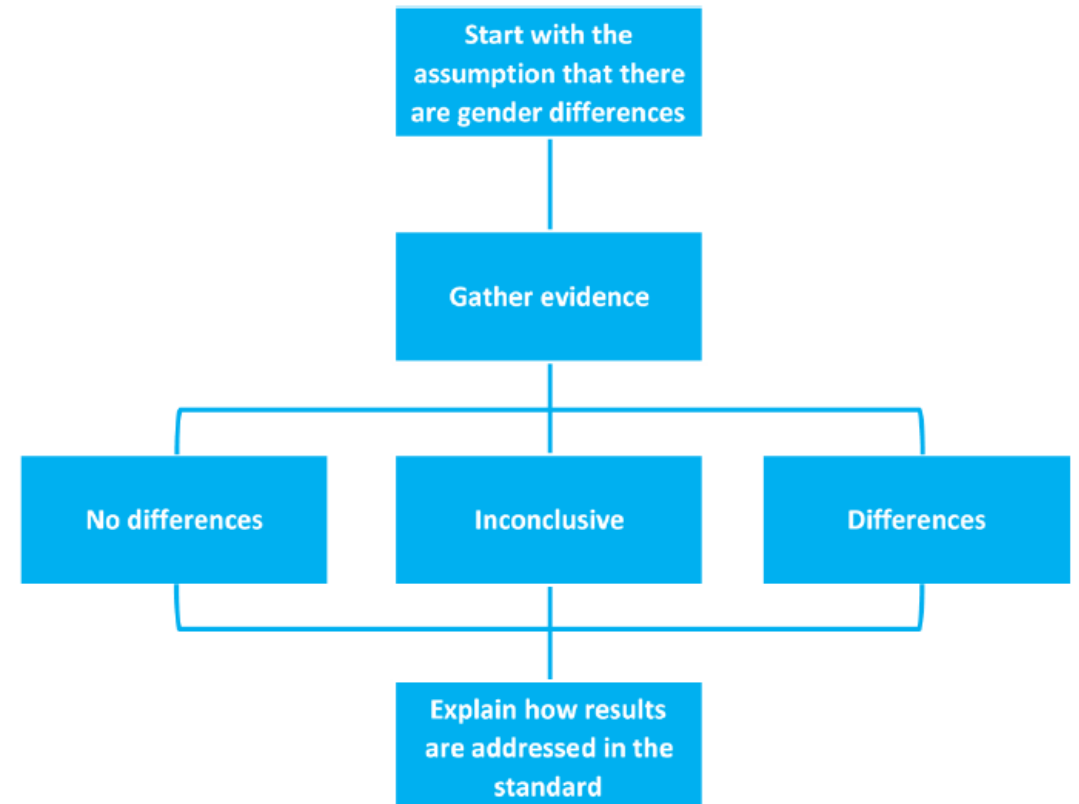 Start with the
assumption that there
are gender differences
Gather evidence
No differences
Inconclusive
Differences
Explain how results
are addressed in the
standard